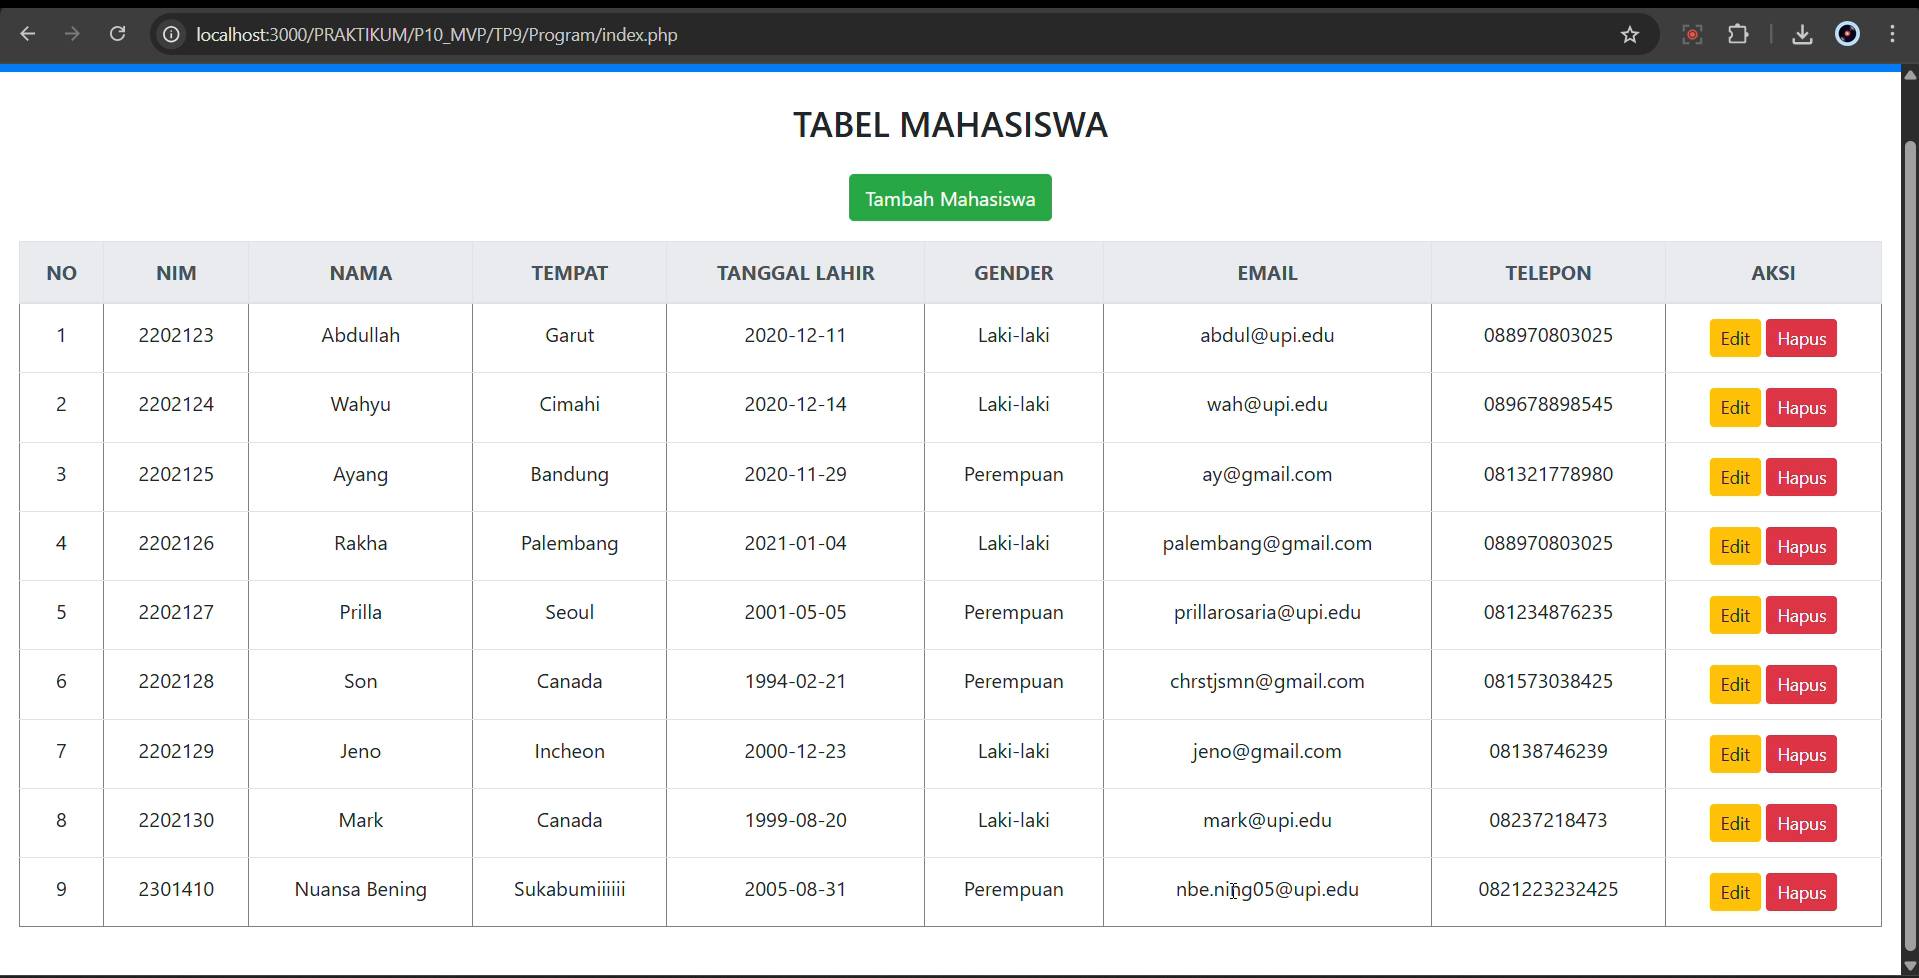 localhost:3000/PRAKTIKUM/P10_MVP/TP9/Program/index.php
TABEL MAHASISWA
Tambah Mahasiswa
NO NIM NAMA TEMPAT TANGGAL LAHIR GENDER EMAIL TELEPON AKSI
1 2202123 Abdullah Garut 2020-12-11 Laki-laki abdul@upi.edu 088970803025 Edit Hapus
2 2202124 Wahyu Cimahi 2020-12-14 Laki-laki wah@upi.edu 089678898545 Edit Hapus
3 2202125 Ayang Bandung 2020-11-29 Perempuan ay@gmail.com 081321778980 Edit Hapus
4 2202126 Rakha Palembang 2021-01-04 Laki-laki palembang@gmail.com 088970803025 Edit Hapus
5 2202127 Prilla Seoul 2001-05-05 Perempuan prillarosaria@upi.edu 081234876235 Edit Hapus
6 2202128 Son Canada 1994-02-21 Perempuan chrstjsmn@gmail.com 081573038425 Edit Hapus
7 2202129 Jeno Incheon 2000-12-23 Laki-laki jeno@gmail.com 08138746239 Edit Hapus
8 2202130 Mark Canada 1999-08-20 Laki-laki mark@upi.edu 08237218473 Edit Hapus
9 2301410 Nuansa Bening Sukabumiiiiii 2005-08-31 Perempuan nbe.ning05@upi.edu 0821223232425 Edit Hapus